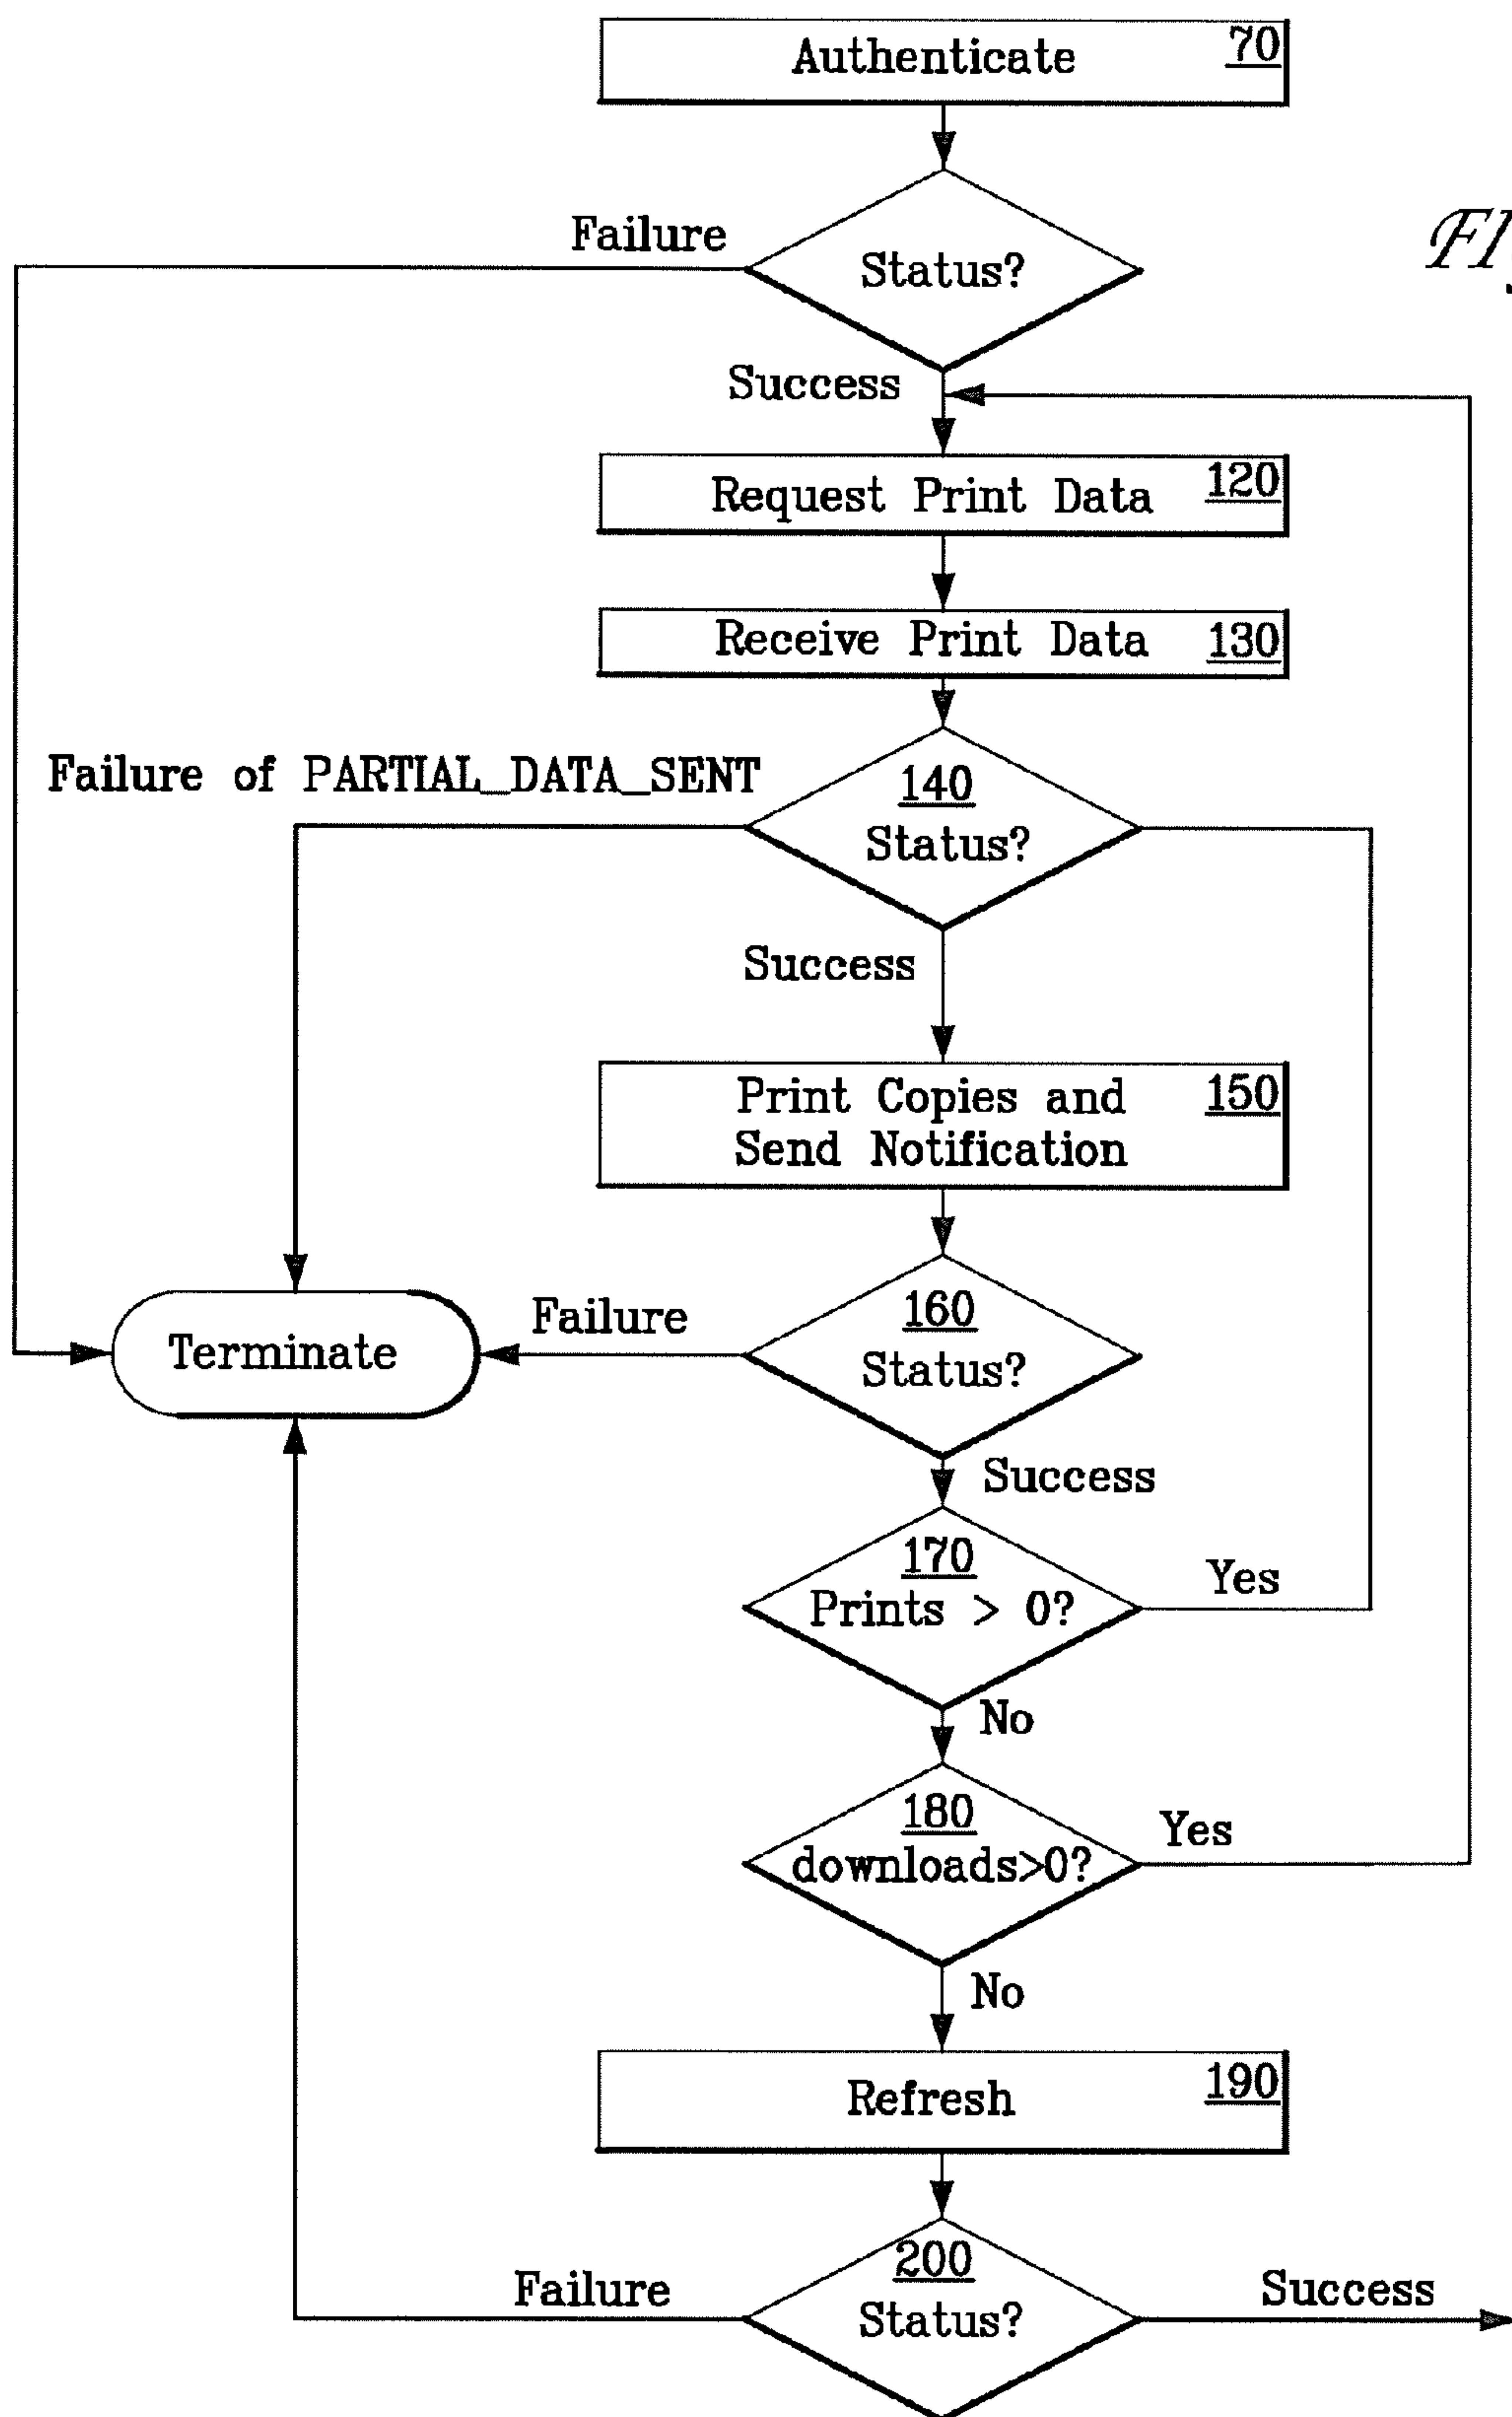 Authenticate 70
Failure
Status?
Success
Request Print Data 120
Receive Print Data 130
Failure of PARTIAL_DATA_SENT
140
Status?
Success
Print Copies and 150
Send Notification
160
Failure
Terminate
Status?
Success
170
Prints > 0?
Yes
No
180
downloads>0?
Yes
No
Refresh 190
200
Failure
Status?
Success